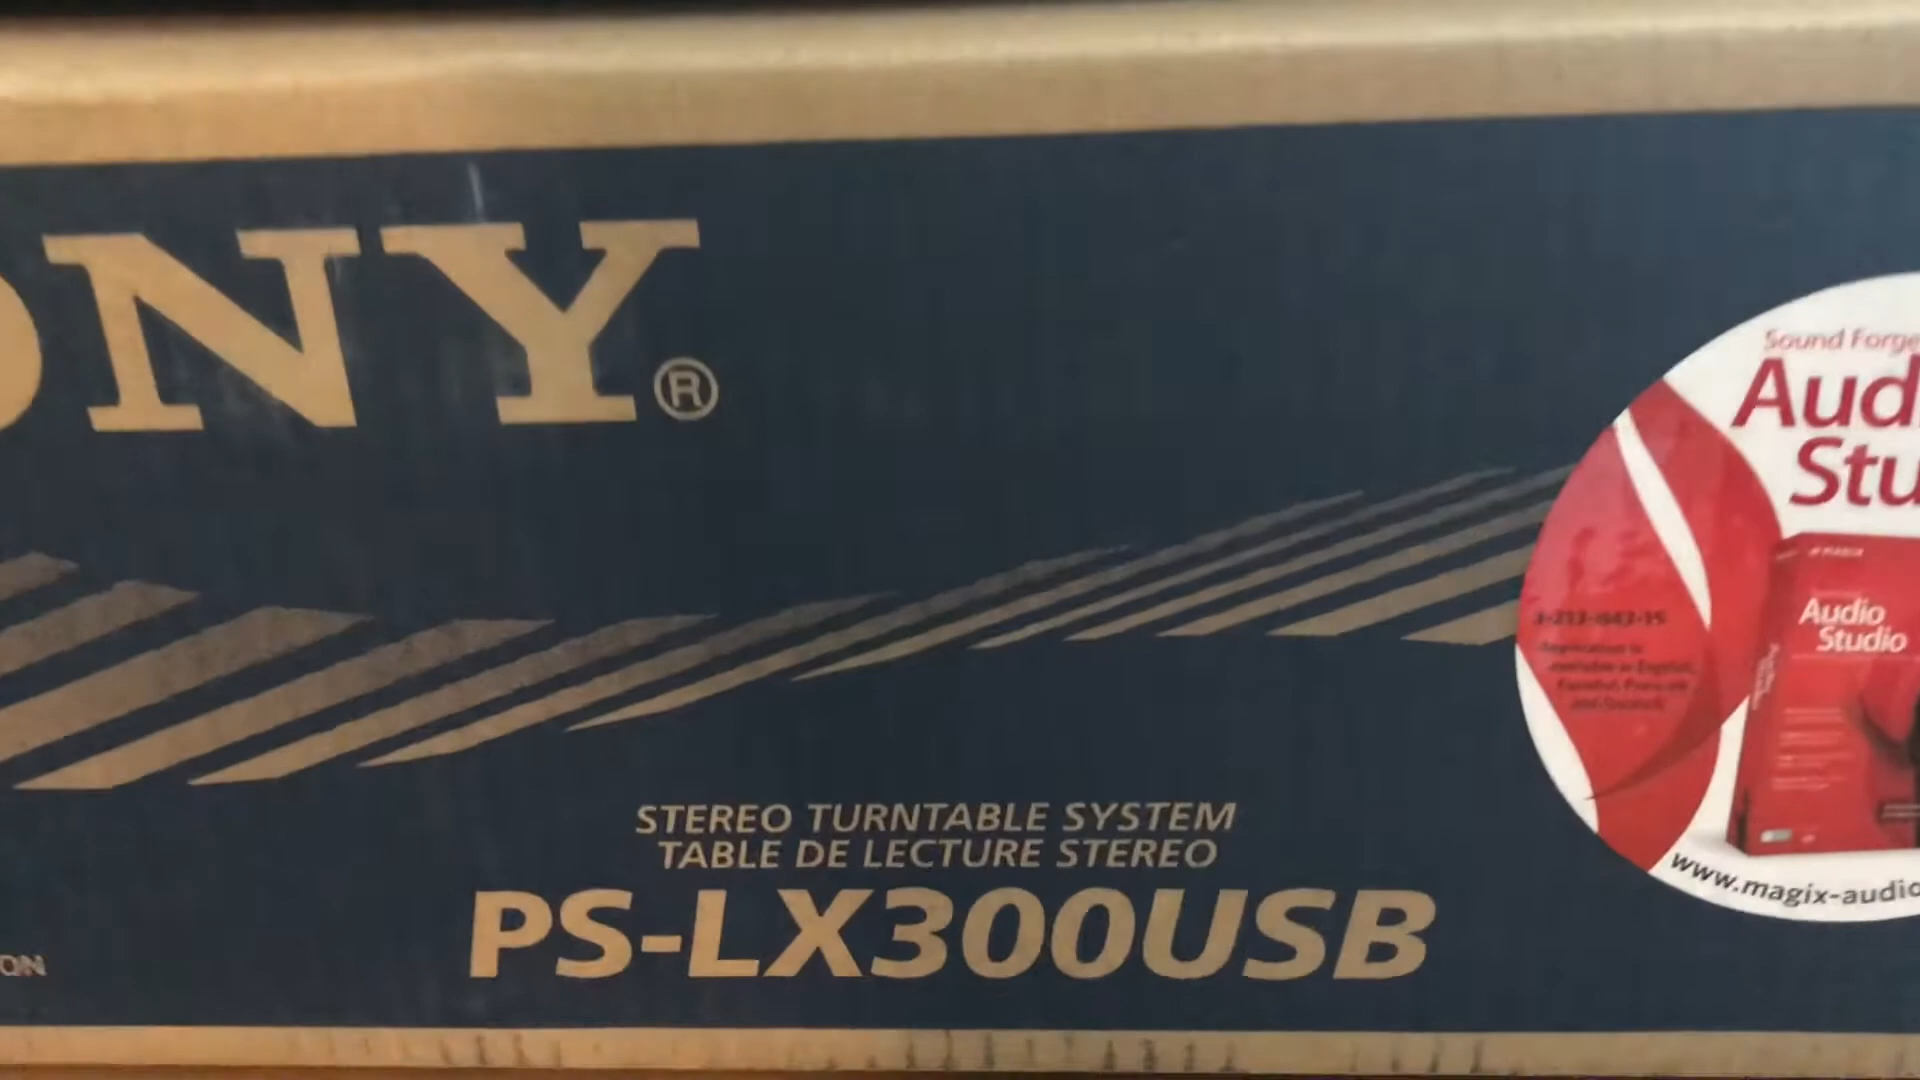 ONY®
Sound Forge
Audi
Stu
MAGIX
Audio
Studio
STEREO TURNTABLE SYSTEM
TABLE DE LECTURE STEREO
PS-LX300USB
www.magix-audio
ON